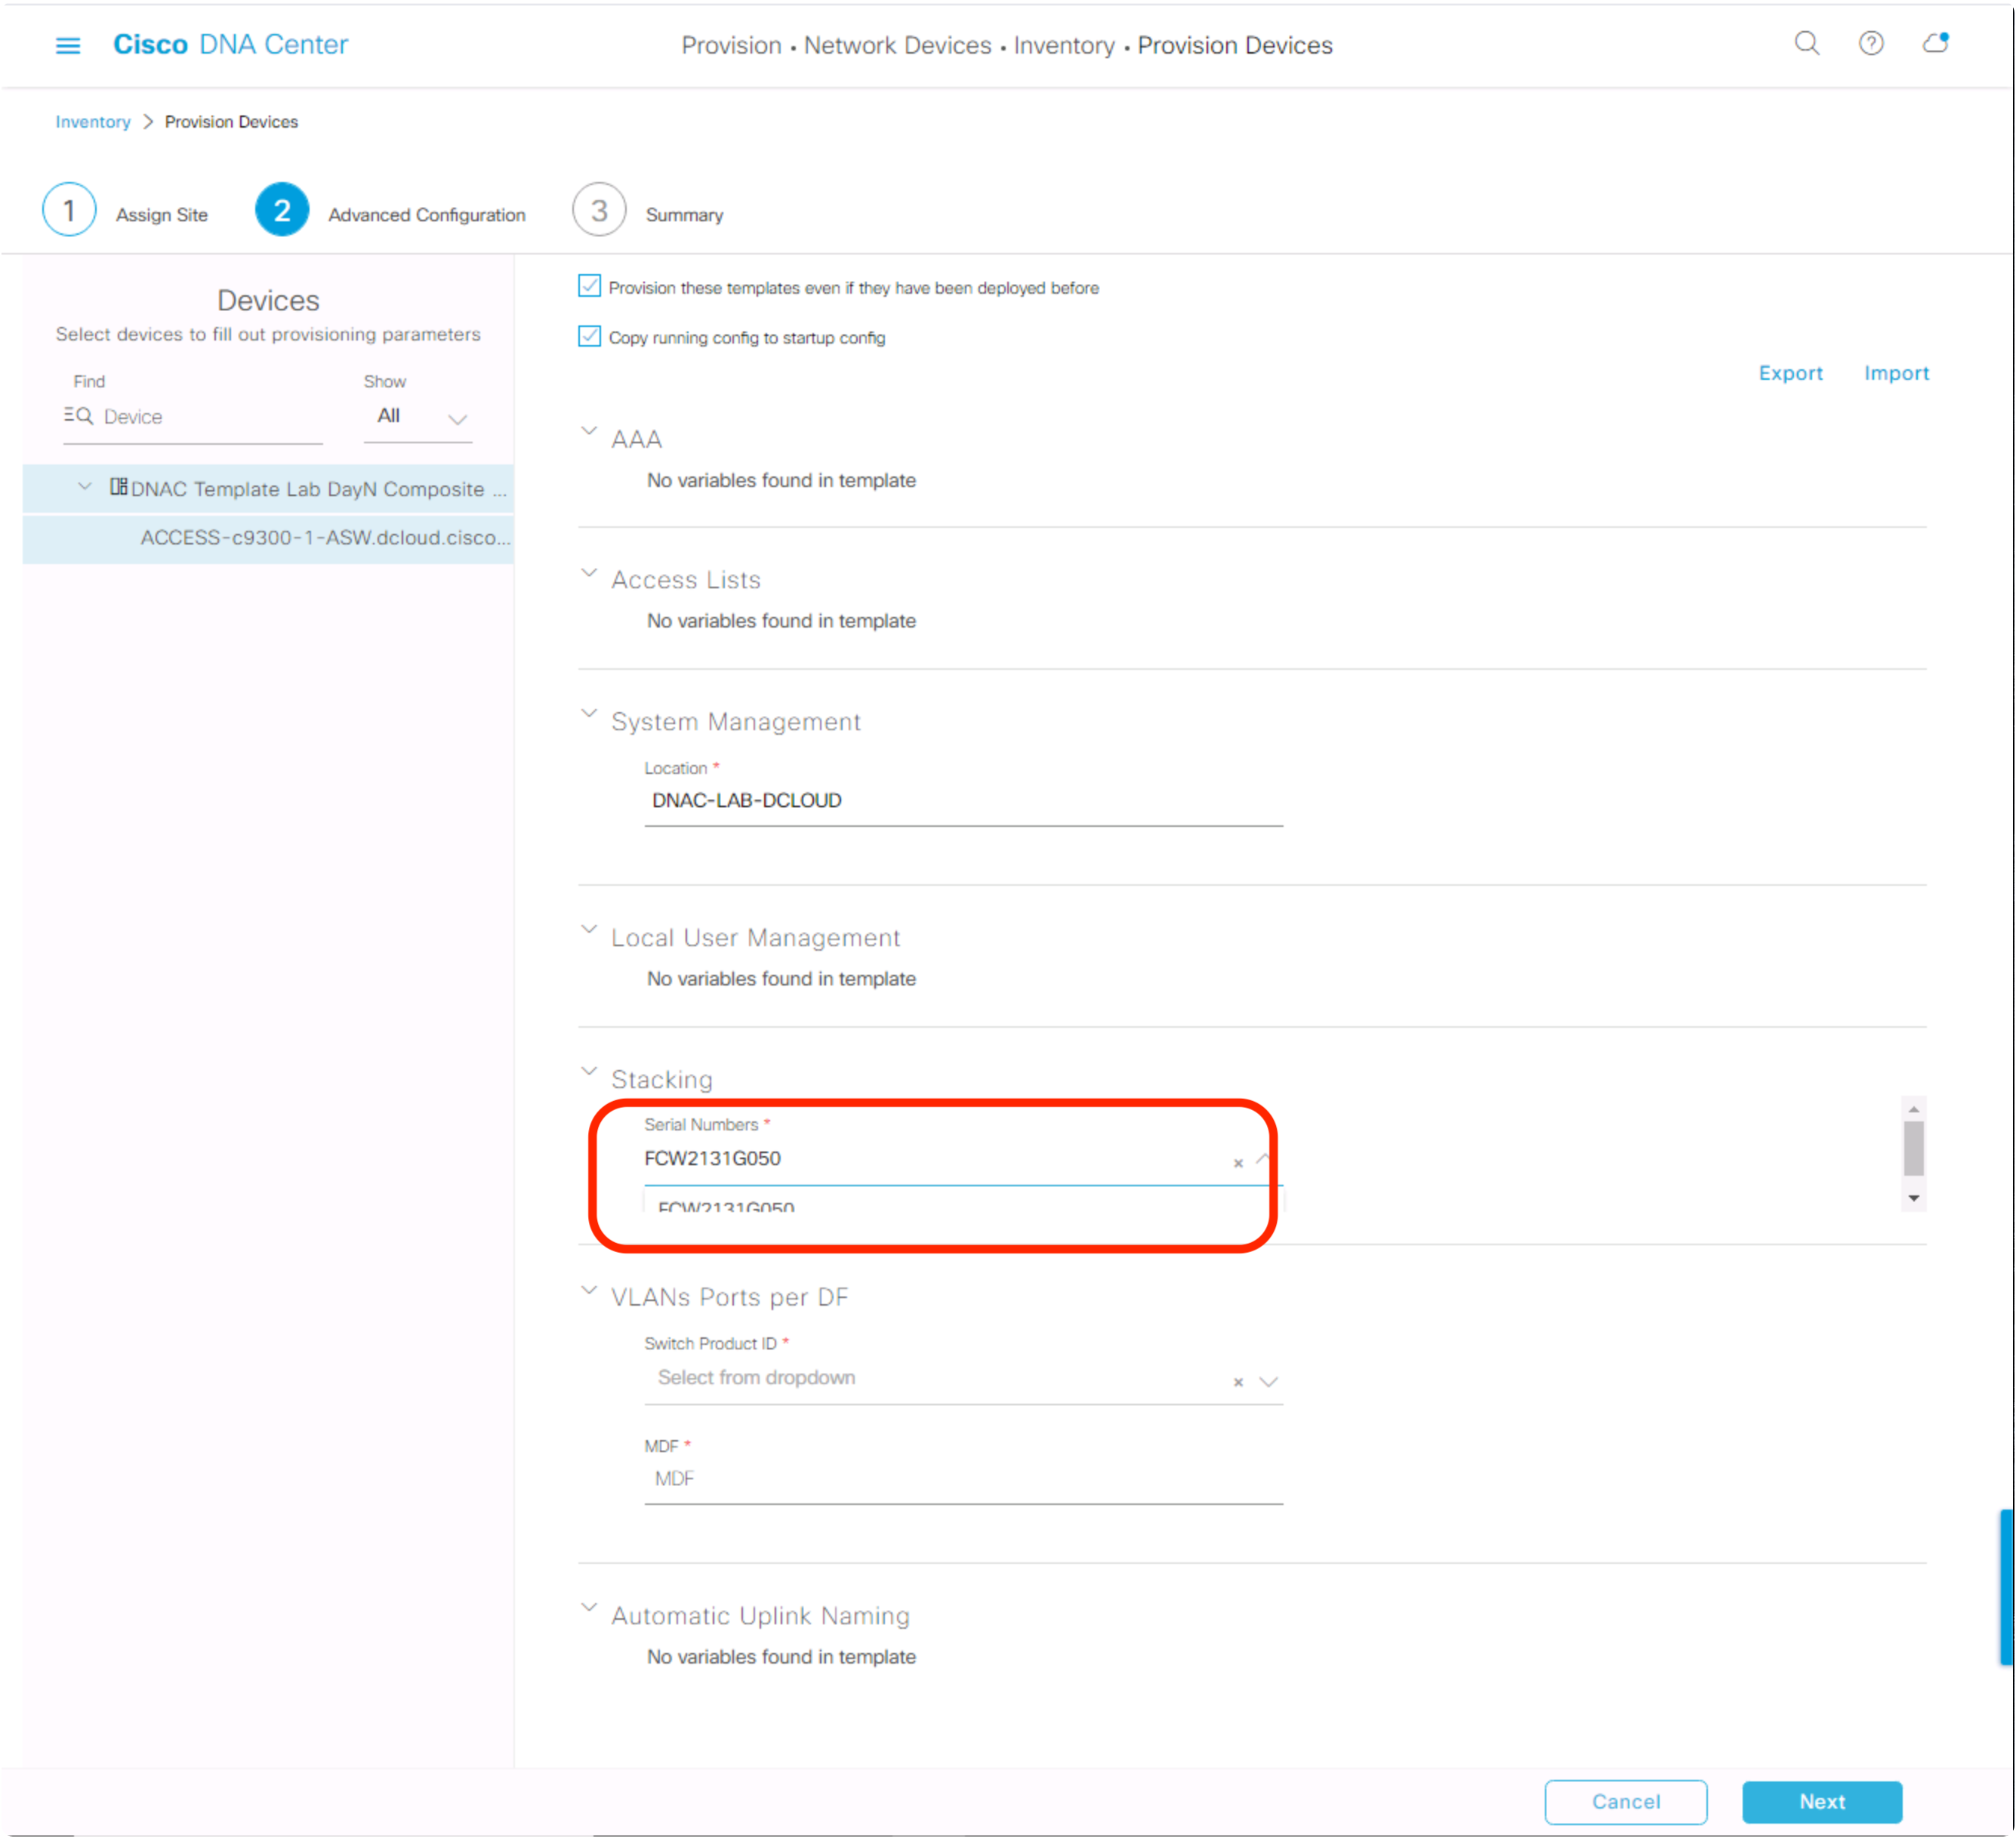 Cisco DNA Center
Provision • Network Devices • Inventory • Provision Devices
Inventory > Provision Devices
1 Assign Site 2 Advanced Configuration 3 Summary
Devices
Select devices to fill out provisioning parameters
Find Show
Device All
DNAC Template Lab DayN Composite ...
ACCESS-c9300-1-ASW.dcloud.cisco...
Provision these templates even if they have been deployed before
Copy running config to startup config
Export Import
AAA
No variables found in template
Access Lists
No variables found in template
System Management
Location *
DNAC-LAB-DCLOUD
Local User Management
No variables found in template
Stacking
Serial Numbers *
FCW2131G050
FCW2131G050
VLANs Ports per DF
Switch Product ID *
Select from dropdown
MDF *
MDF
Automatic Uplink Naming
No variables found in template
Cancel Next